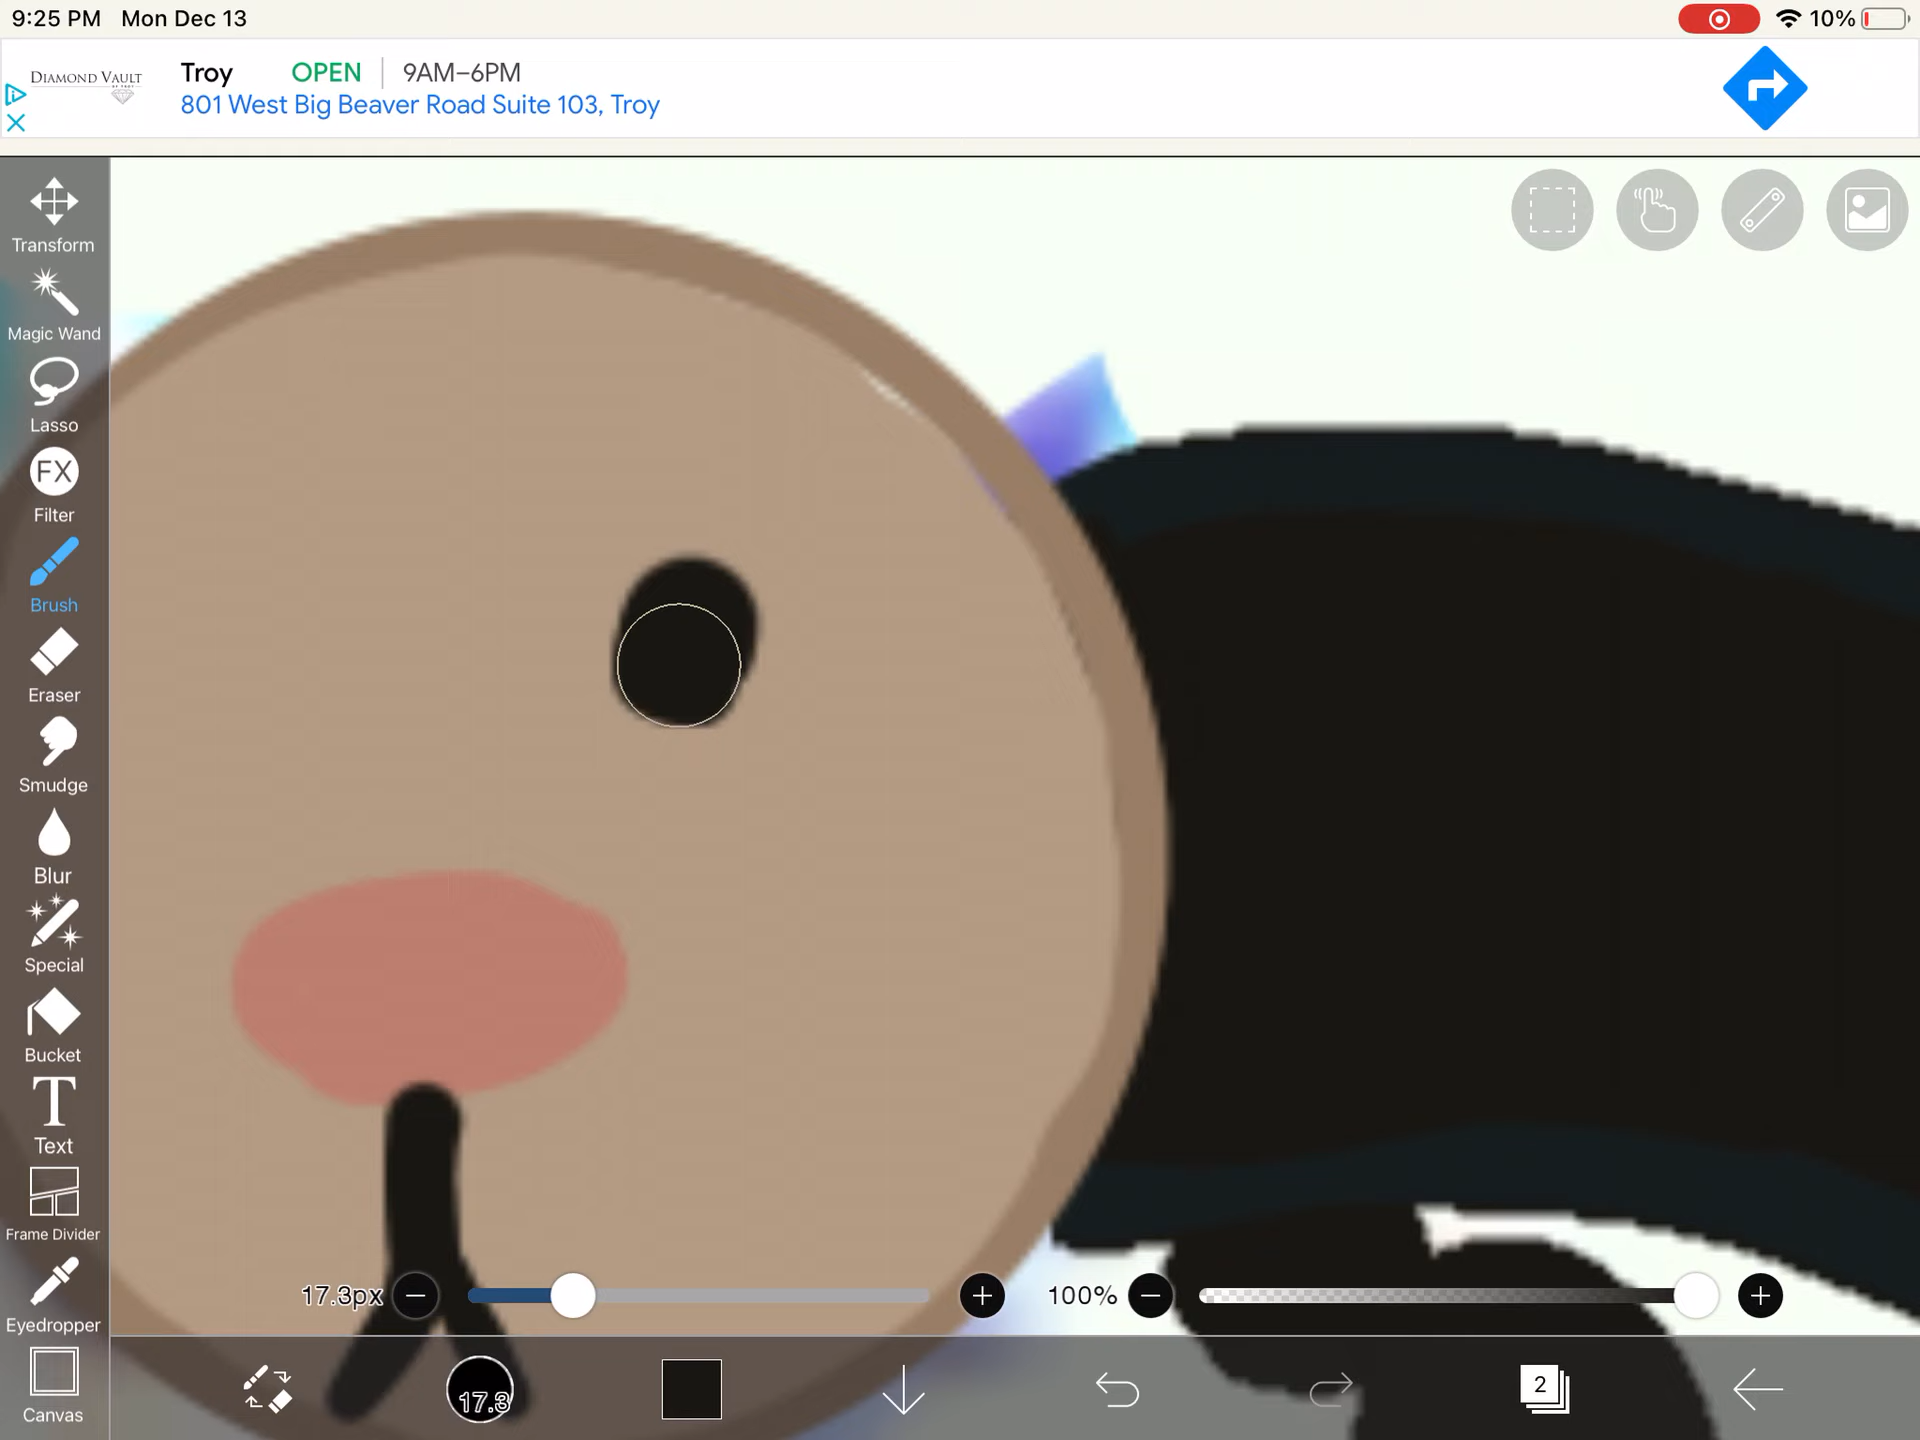 9:25 PM Mon Dec 13
10%
DIAMOND VAULT
Troy OPEN 9AM–6PM
801 West Big Beaver Road Suite 103, Troy
Transform
Magic Wand
Lasso
FX
Filter
Brush
Eraser
Smudge
Blur
Special
Bucket
T
Text
Frame Divider
Eyedropper
Canvas
17.3px
100%
17.3
2